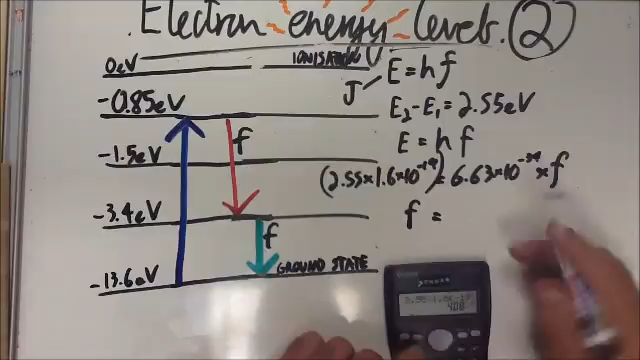 Electron energy levels. ②
0eV IONISATION
J E=hf
-0.85eV
E₂-E₁=2.55eV
f
E=hf
-1.5eV
(2.55×1.6×10⁻¹⁹)=6.63×10⁻³⁴×f
-3.4eV
f =
f
GROUND STATE
-13.6eV
408